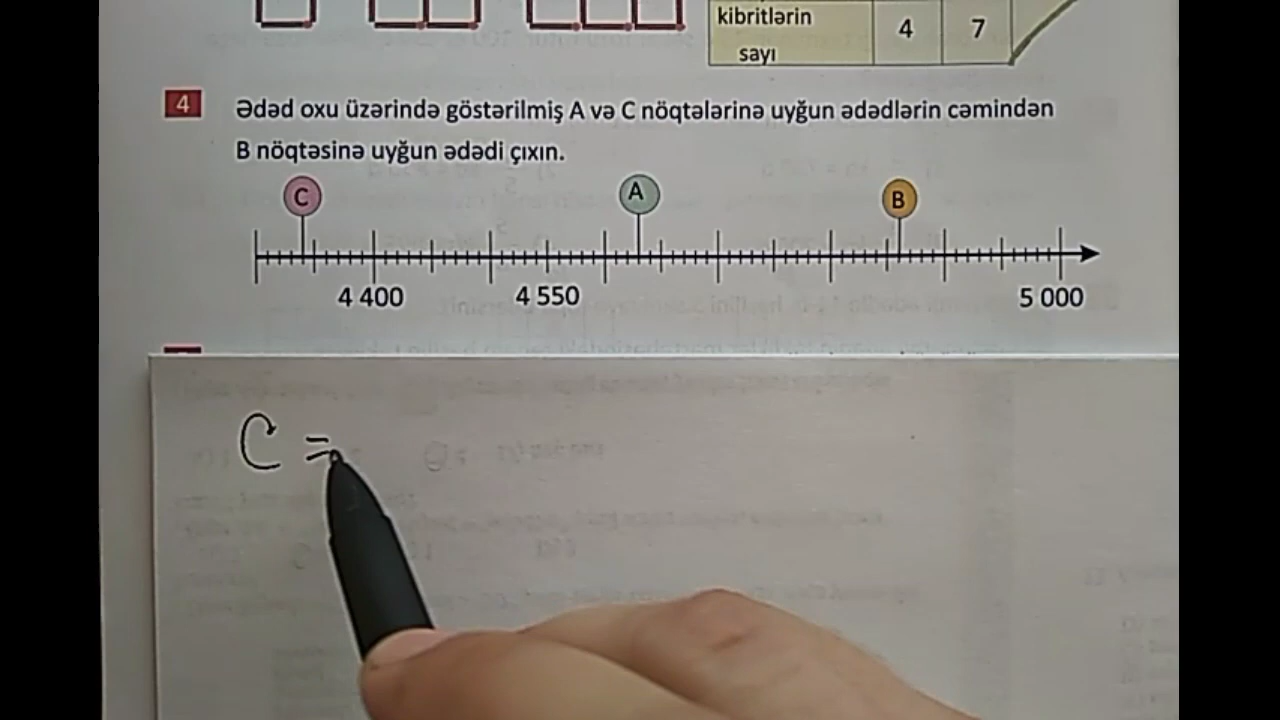 kibritlərin
sayı
4 7
4 Ədəd oxu üzərində göstərilmiş A və C nöqtələrinə uyğun ədədlərin cəmindən
B nöqtəsinə uyğun ədədi çıxın.
C A B
4 400 4 550 5 000
C =